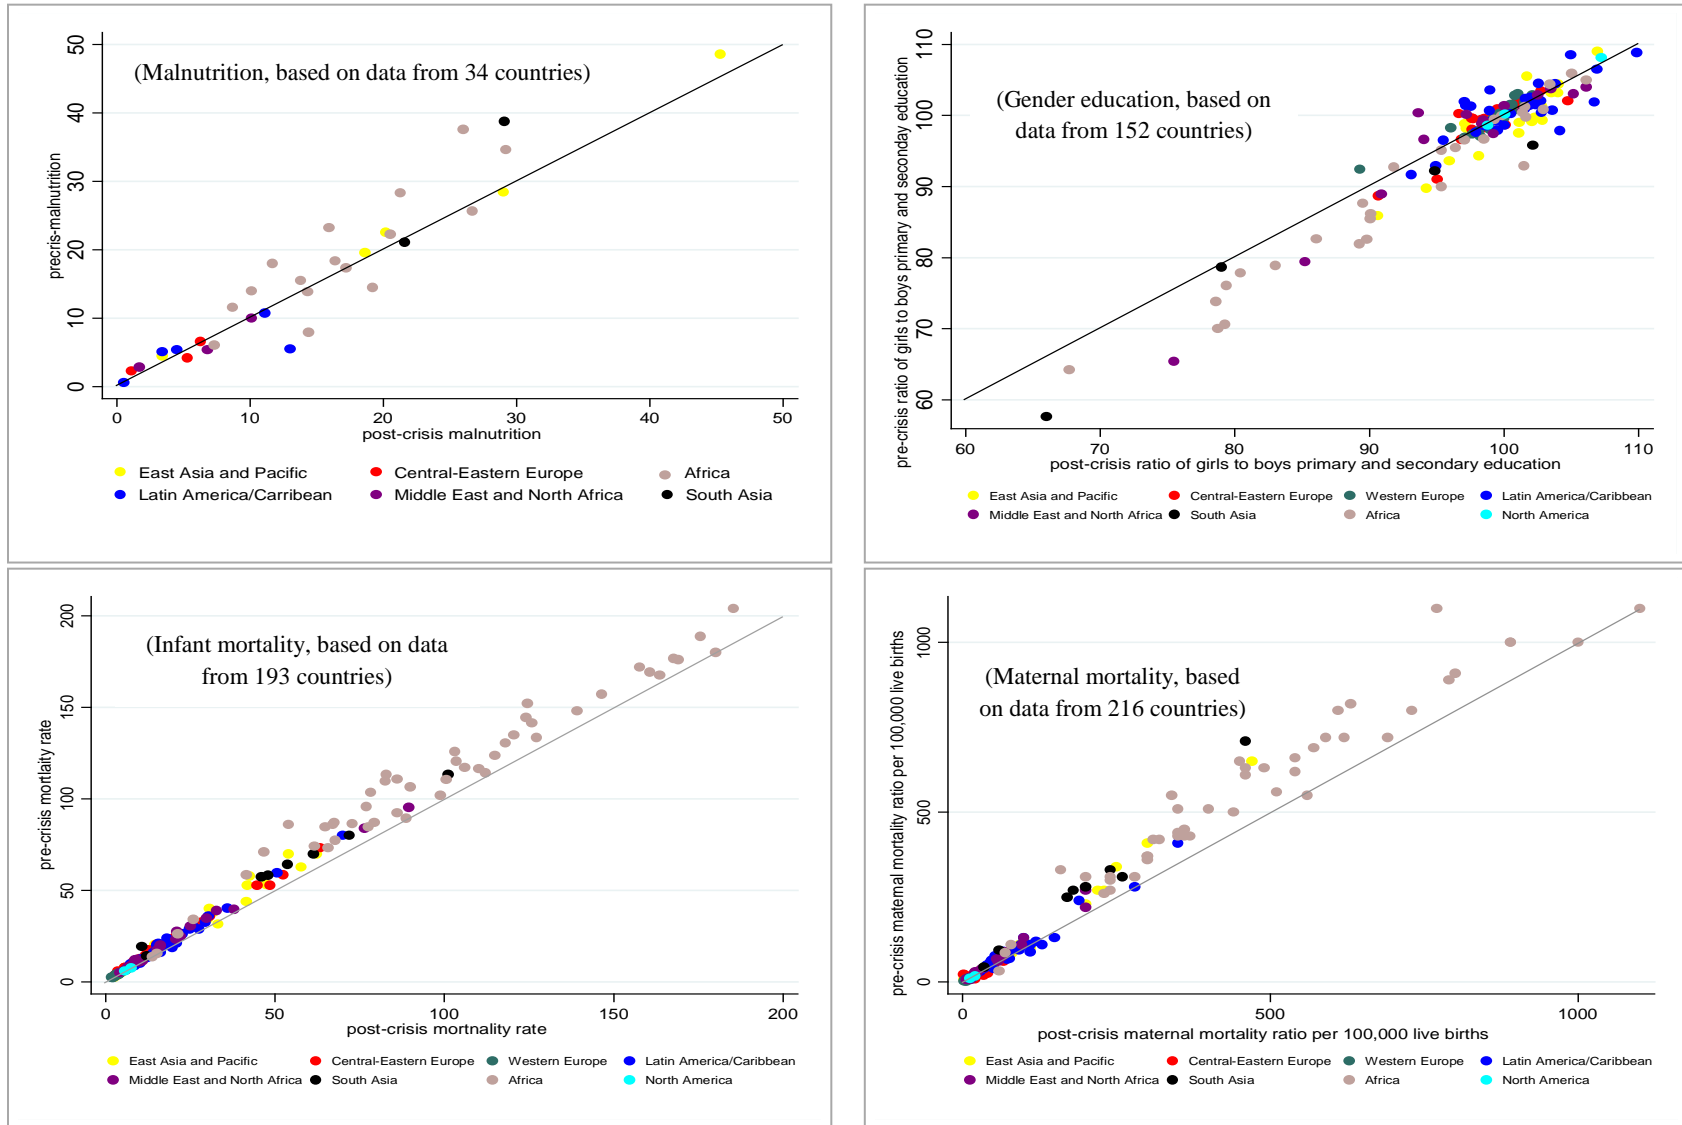 50
40
30
20
10
0
precris-malnutrition
(Malnutrition, based on data from 34 countries)
0 10 20 30 40 50
post-crisis malnutrition
East Asia and Pacific Central-Eastern Europe Africa
Latin America/Carribean Middle East and North Africa South Asia
110
100
90
80
70
60
pre-crisis ratio of girls to boys primary and secondary education
(Gender education, based on
data from 152 countries)
60 70 80 90 100 110
post-crisis ratio of girls to boys primary and secondary education
East Asia and Pacific Central-Eastern Europe Western Europe Latin America/Caribbean
Middle East and North Africa South Asia Africa North America
200
150
100
50
0
pre-crisis mortlaity rate
(Infant mortality, based on data
from 193 countries)
0 50 100 150 200
post-crisis mortnality rate
East Asia and Pacific Central-Eastern Europe Western Europe Latin America/Caribbean
Middle East and North Africa South Asia Africa North America
1000
500
0
pre-crisis maternal mortality ratio per 100,000 live births
(Maternal mortality, based
on data from 216 countries)
0 500 1000
post-crisis maternal mortality ratio per 100,000 live births
East Asia and Pacific Central-Eastern Europe Western Europe Latin America/Caribbean
Middle East and North Africa South Asia Africa North America